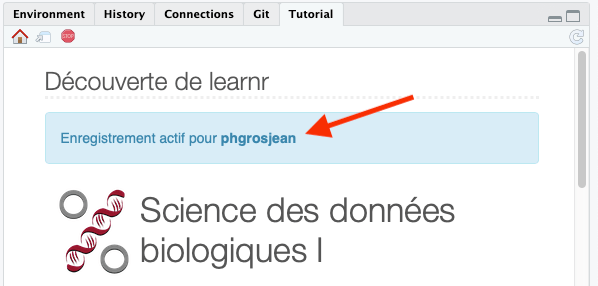 Environment History Connections Git Tutorial
STOP
Découverte de learnr
Enregistrement actif pour phgrosjean
Science des données
biologiques I